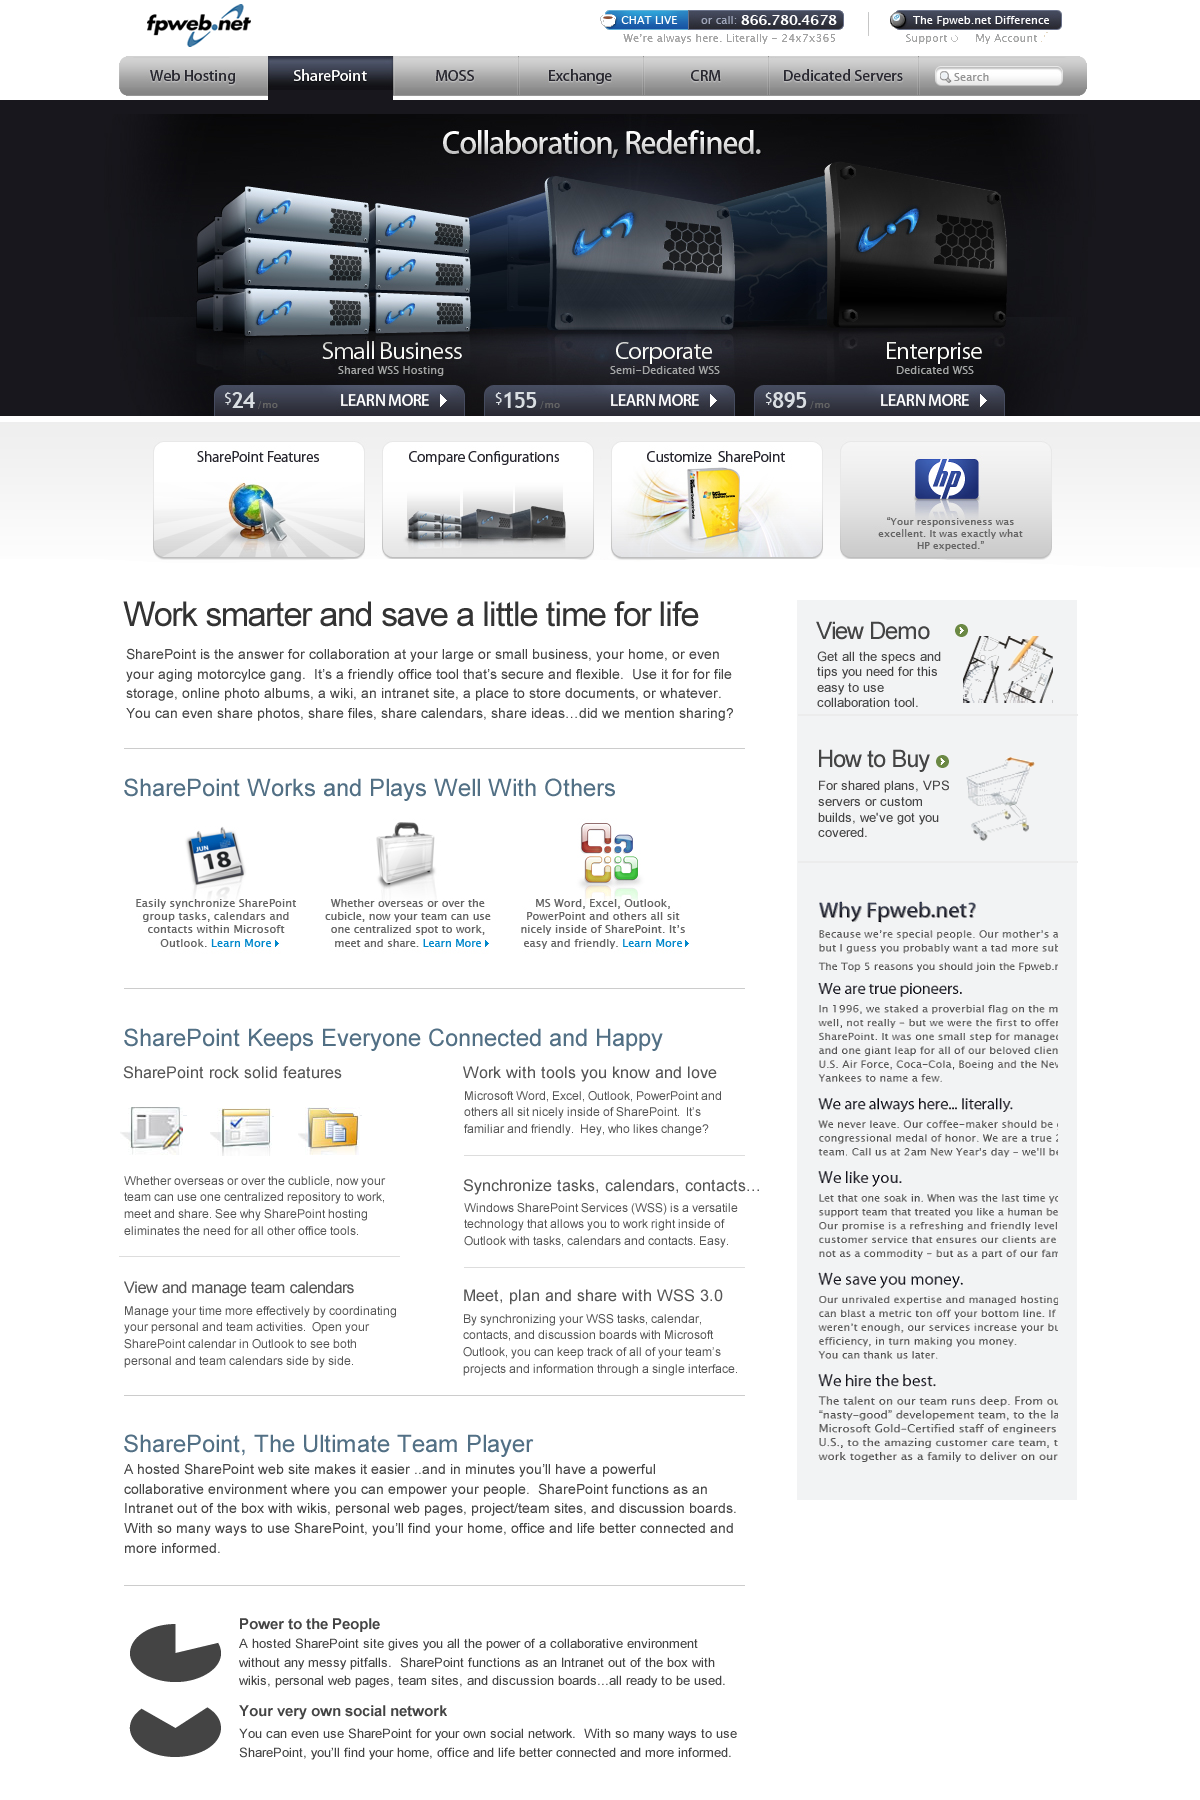 fpweb.net
CHAT LIVE or call: 866.780.4678
We're always here. Literally - 24x7x365
The Fpweb.net Difference
Support My Account
Web Hosting SharePoint MOSS Exchange CRM Dedicated Servers Search
Collaboration, Redefined.
Small Business
Shared WSS Hosting
$24 /mo LEARN MORE
Corporate
Semi-Dedicated WSS
$155 /mo LEARN MORE
Enterprise
Dedicated WSS
$895 /mo LEARN MORE
SharePoint Features
Compare Configurations
Customize SharePoint
hp
“Your responsiveness was
excellent. It was exactly what
HP expected.”
Work smarter and save a little time for life
SharePoint is the answer for collaboration at your large or small business, your home, or even
your aging motorcylce gang. It’s a friendly office tool that’s secure and flexible. Use it for for file
storage, online photo albums, a wiki, an intranet site, a place to store documents, or whatever.
You can even share photos, share files, share calendars, share ideas…did we mention sharing?
SharePoint Works and Plays Well With Others
JUN
18
Easily synchronize SharePoint
group tasks, calendars and
contacts within Microsoft
Outlook. Learn More
Whether overseas or over the
cubicle, now your team can use
one centralized spot to work,
meet and share. Learn More
MS Word, Excel, Outlook,
PowerPoint and others all sit
nicely inside of SharePoint. It’s
easy and friendly. Learn More
SharePoint Keeps Everyone Connected and Happy
SharePoint rock solid features
Whether overseas or over the cublicle, now your
team can use one centralized repository to work,
meet and share. See why SharePoint hosting
eliminates the need for all other office tools.
View and manage team calendars
Manage your time more effectively by coordinating
your personal and team activities. Open your
SharePoint calendar in Outlook to see both
personal and team calendars side by side.
Work with tools you know and love
Microsoft Word, Excel, Outlook, PowerPoint and
others all sit nicely inside of SharePoint. It’s
familiar and friendly. Hey, who likes change?
Synchronize tasks, calendars, contacts…
Windows SharePoint Services (WSS) is a versatile
technology that allows you to work right inside of
Outlook with tasks, calendars and contacts. Easy.
Meet, plan and share with WSS 3.0
By synchronizing your WSS tasks, calendar,
contacts, and discussion boards with Microsoft
Outlook, you can keep track of all of your team’s
projects and information through a single interface.
SharePoint, The Ultimate Team Player
A hosted SharePoint web site makes it easier ..and in minutes you’ll have a powerful
collaborative environment where you can empower your people. SharePoint functions as an
Intranet out of the box with wikis, personal web pages, project/team sites, and discussion boards.
With so many ways to use SharePoint, you’ll find your home, office and life better connected and
more informed.
Power to the People
A hosted SharePoint site gives you all the power of a collaborative environment
without any messy pitfalls. SharePoint functions as an Intranet out of the box with
wikis, personal web pages, team sites, and discussion boards...all ready to be used.
Your very own social network
You can even use SharePoint for your own social network. With so many ways to use
SharePoint, you’ll find your home, office and life better connected and more informed.
View Demo
Get all the specs and
tips you need for this
easy to use
collaboration tool.
How to Buy
For shared plans, VPS
servers or custom
builds, we've got you
covered.
Why Fpweb.net?
Because we're special people. Our mother's a
but I guess you probably want a tad more sub
The Top 5 reasons you should join the Fpweb.r
We are true pioneers.
In 1996, we staked a proverbial flag on the m
well, not really - but we were the first to offer
SharePoint. It was one small step for managed
and one giant leap for all of our beloved clien
U.S. Air Force, Coca-Cola, Boeing and the New
Yankees to name a few.
We are always here... literally.
We never leave. Our coffee-maker should be
congressional medal of honor. We are a true 2
team. Call us at 2am New Year's day - we'll be
We like you.
Let that one soak in. When was the last time yo
support team that treated you like a human be
Our promise is a refreshing and friendly level
customer service that ensures our clients are
not as a commodity - but as a part of our fam
We save you money.
Our unrivaled expertise and managed hosting
can blast a metric ton off your bottom line. If
weren't enough, our services increase your bu
efficiency, in turn making you money.
You can thank us later.
We hire the best.
The talent on our team runs deep. From ou
“nasty-good” developement team, to the la
Microsoft Gold-Certified staff of engineers
U.S., to the amazing customer care team, t
work together as a family to deliver on our